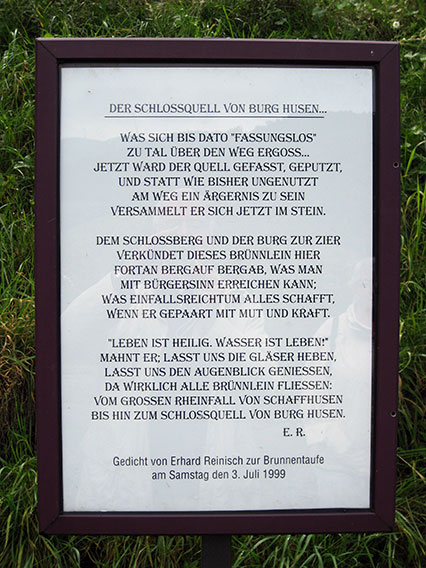 DER SCHLOSSQUELL VON BURG HUSEN...
WAS SICH BIS DATO "FASSUNGSLOS"
ZU TAL ÜBER DEN WEG ERGOSS...
JETZT WARD DER QUELL GEFASST, GEPUTZT,
UND STATT WIE BISHER UNGENUTZT
AM WEG EIN ÄRGERNIS ZU SEIN
VERSAMMELT ER SICH JETZT IM STEIN.
DEM SCHLOSSBERG UND DER BURG ZUR ZIER
VERKÜNDET DIESES BRÜNNLEIN HIER
FORTAN BERGAUF BERGAB, WAS MAN
MIT BÜRGERSINN ERREICHEN KANN;
WAS EINFALLSREICHTUM ALLES SCHAFFT,
WENN ER GEPAART MIT MUT UND KRAFT.
"LEBEN IST HEILIG. WASSER IST LEBEN!"
MAHNT ER; LASST UNS DIE GLÄSER HEBEN,
LASST UNS DEN AUGENBLICK GENIESSEN,
DA WIRKLICH ALLE BRÜNNLEIN FLIESSEN:
VOM GROSSEN RHEINFALL VON SCHAFFHUSEN
BIS HIN ZUM SCHLOSSQUELL VON BURG HUSEN.
E. R.
Gedicht von Erhard Reinisch zur Brunnentaufe
am Samstag den 3. Juli 1999